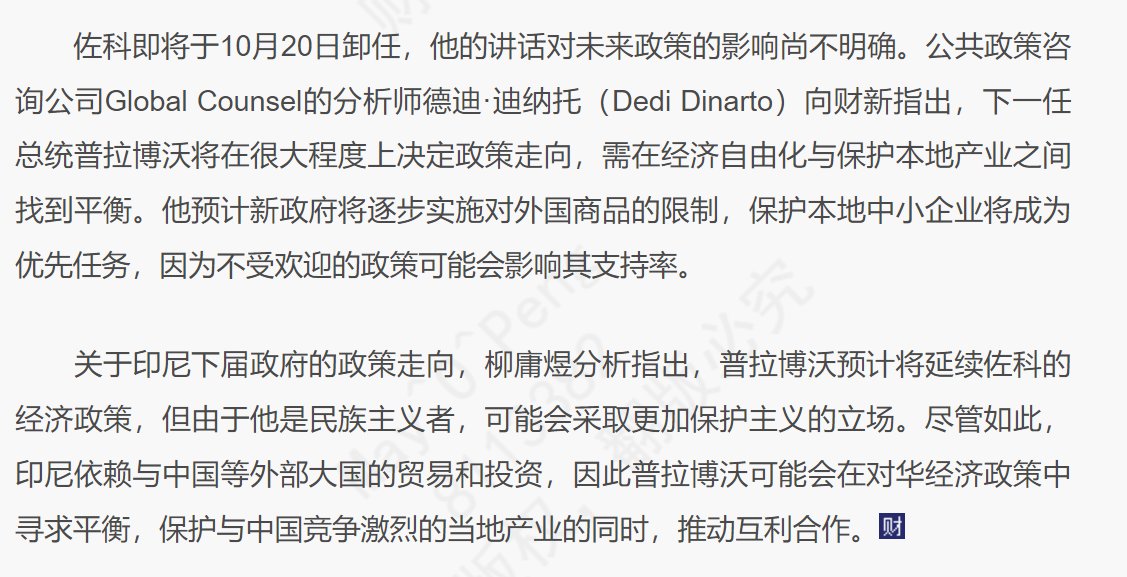 佐科即将于10月20日卸任，他的讲话对未来政策的影响尚不明确。公共政策咨
询公司Global Counsel的分析师德迪·迪纳托（Dedi Dinarto）向财新指出，下一任
总统普拉博沃将在很大程度上决定政策走向，需在经济自由化与保护本地产业之间
找到平衡。他预计新政府将逐步实施对外国商品的限制，保护本地中小企业将成为
优先任务，因为不受欢迎的政策可能会影响其支持率。
关于印尼下届政府的政策走向，柳庸煜分析指出，普拉博沃预计将延续佐科的
经济政策，但由于他是民族主义者，可能会采取更加保护主义的立场。尽管如此，
印尼依赖与中国等外部大国的贸易和投资，因此普拉博沃可能会在对华经济政策中
寻求平衡，保护与中国竞争激烈的当地产业的同时，推动互利合作。财
翻版必究
版权